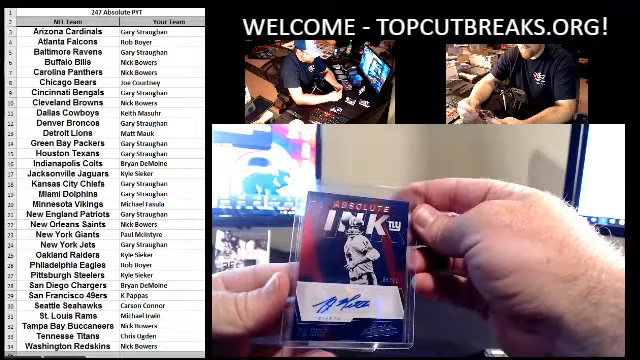 247 Absolute PYT
NFL Team Your Team
Arizona Cardinals Gary Straughan
Atlanta Falcons Rob Boyer
Baltimore Ravens Gary Straughan
Buffalo Bills Nick Bowers
Carolina Panthers Nick Bowers
Chicago Bears Joe Courtney
Cincinnati Bengals Gary Straughan
Cleveland Browns Nick Bowers
Dallas Cowboys Keith Masuhr
Denver Broncos Gary Straughan
Detroit Lions Matt Mauk
Green Bay Packers Gary Straughan
Houston Texans Gary Straughan
Indianapolis Colts Bryan DeMoine
Jacksonville Jaguars Kyle Sieker
Kansas City Chiefs Gary Straughan
Miami Dolphins Gary Straughan
Minnesota Vikings Michael Fasula
New England Patriots Gary Straughan
New Orleans Saints Nick Bowers
New York Giants Paul McIntyre
New York Jets Gary Straughan
Oakland Raiders Kyle Sieker
Philadelphia Eagles Rob Boyer
Pittsburgh Steelers Kyle Sieker
San Diego Chargers Bryan DeMoine
San Francisco 49ers K Pappas
Seattle Seahawks Carson Connor
St. Louis Rams Michael Irwin
Tampa Bay Buccaneers Nick Bowers
Tennesse Titans Chris Ogden
Washington Redskins Nick Bowers
WELCOME - TOPCUTBREAKS.ORG!
ABSOLUTE
INK
ny
GIANTS